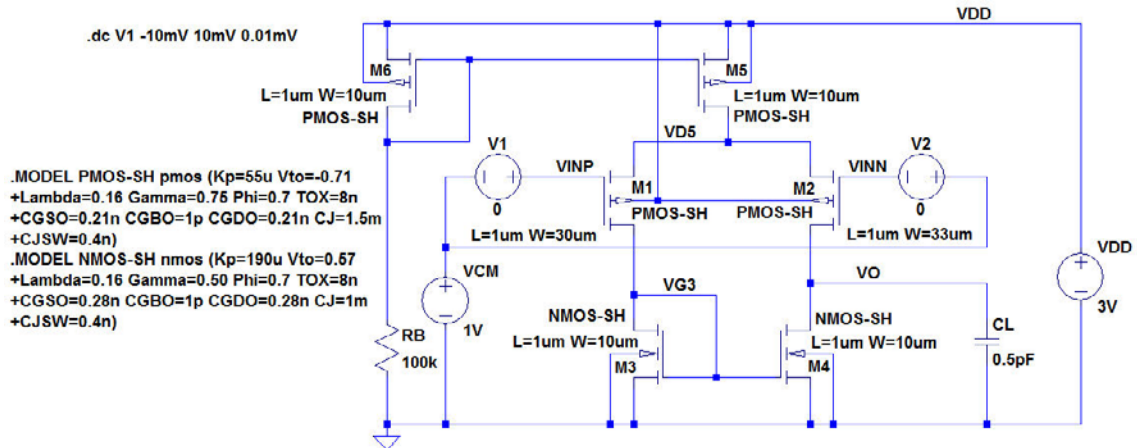 .dc V1 -10mV 10mV 0.01mV
VDD
M6
M5
L=1um W=10um
L=1um W=10um
PMOS-SH
PMOS-SH
V1
VD5
V2
VINP
VINN
.MODEL PMOS-SH pmos (Kp=55u Vto=-0.71
+Lambda=0.16 Gamma=0.75 Phi=0.7 TOX=8n
+CGSO=0.21n CGBO=1p CGDO=0.21n CJ=1.5m
+CJSW=0.4n)
.MODEL NMOS-SH nmos (Kp=190u Vto=0.57
+Lambda=0.16 Gamma=0.50 Phi=0.7 TOX=8n
+CGSO=0.28n CGBO=1p CGDO=0.28n CJ=1m
+CJSW=0.4n)
M1
M2
PMOS-SH
PMOS-SH
0
0
L=1um W=30um
L=1um W=33um
VCM
1V
VDD
3V
VO
VG3
NMOS-SH
NMOS-SH
CL
RB
100k
L=1um W=10um
L=1um W=10um
0.5pF
M3
M4